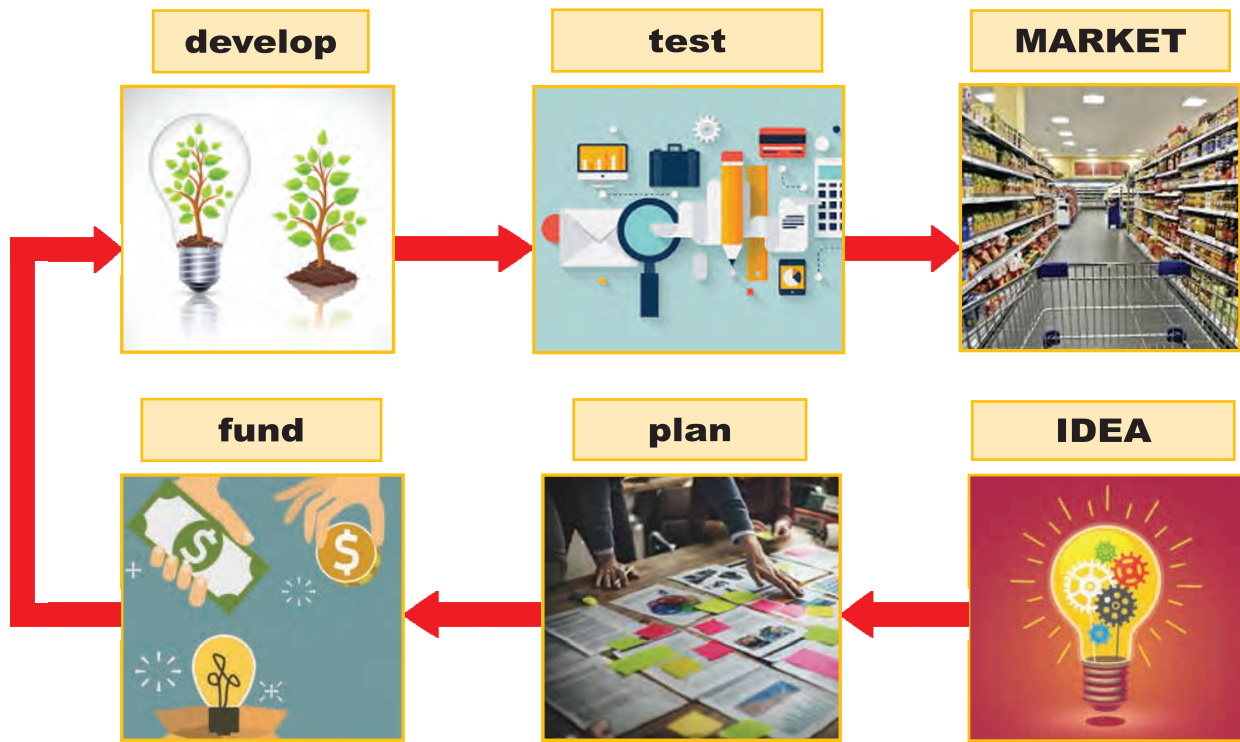 develop
test
MARKET
fund
plan
IDEA
$
$